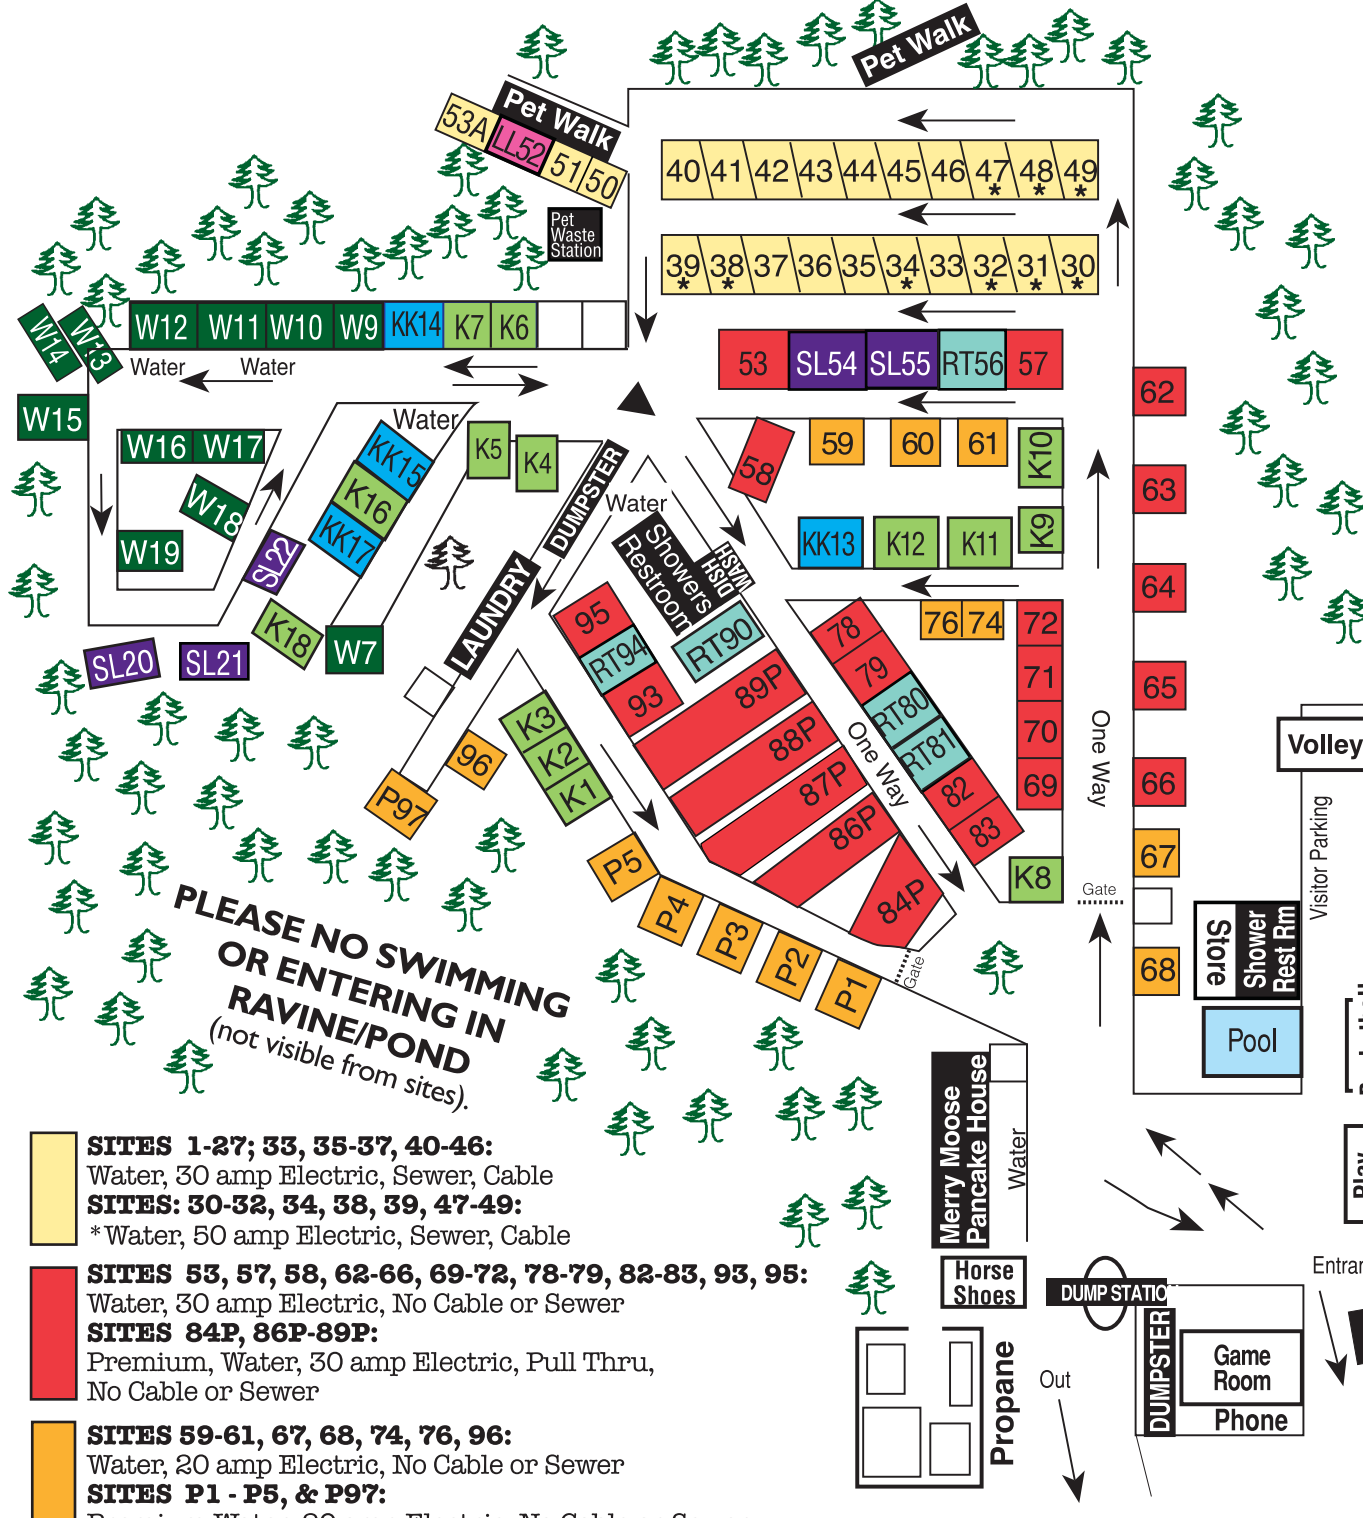 Pet Walk
Pet Walk
53A LL52 51 50
40 41 42 43 44 45 46 47 48 49
* * *
Pet
Waste
Station
39 38 37 36 35 34 33 32 31 30
* * * * * *
W14 W13 W12 W11 W10 W9 KK14 K7 K6
53 SL54 SL55 RT56 57
Water Water
62
W15
Water
K5 K4
59 60 61 K10
58
W16 W17
KK15
K16
KK17
DUMPSTER
63
W18
Water
W19
SL22
Showers
Restroom
DISH
WASH
KK13 K12 K11 K9
LAUNDRY
64
K18
W7
SL20 SL21
95
RT94
93
RT90
78
79
RT80
RT81
82
83
76 74
72
71
70
69
65
89P
88P
87P
86P
84P
One Way
One Way
66
K3
K2
K1
96
P97
Volley
Visitor Parking
67
K8
Gate
P5
P4
P3
P2
P1
Gate
68
Store
Shower
Rest Rm
Pool
PLEASE NO SWIMMING
OR ENTERING IN
RAVINE/POND
(not visible from sites).
Merry Moose
Pancake House
Water
Play
Horse
Shoes
DUMP STATIO
Entrar
DUMPSTER
Game
Room
Phone
Propane
Out
SITES 1-27; 33, 35-37, 40-46:
Water, 30 amp Electric, Sewer, Cable
SITES: 30-32, 34, 38, 39, 47-49:
*Water, 50 amp Electric, Sewer, Cable
SITES 53, 57, 58, 62-66, 69-72, 78-79, 82-83, 93, 95:
Water, 30 amp Electric, No Cable or Sewer
SITES 84P, 86P-89P:
Premium, Water, 30 amp Electric, Pull Thru,
No Cable or Sewer
SITES 59-61, 67, 68, 74, 76, 96:
Water, 20 amp Electric, No Cable or Sewer
SITES P1 - P5, & P97: